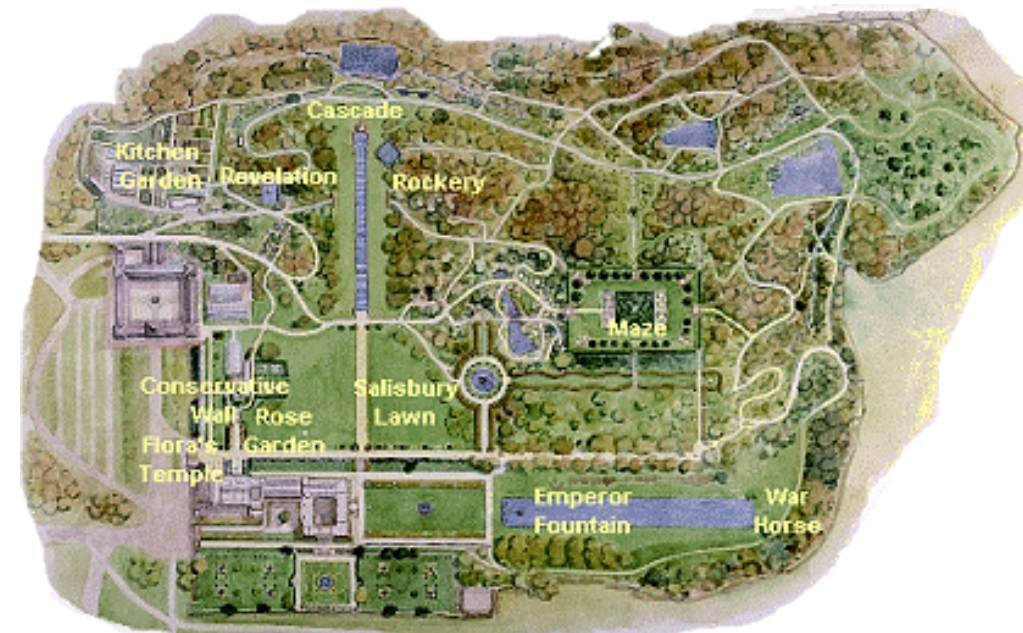 Cascade
Kitchen
Garden
Revelation
Rockery
Maze
Conservative
Wall
Rose
Garden
Salisbury
Lawn
Flora's
Temple
Emperor
Fountain
War
Horse